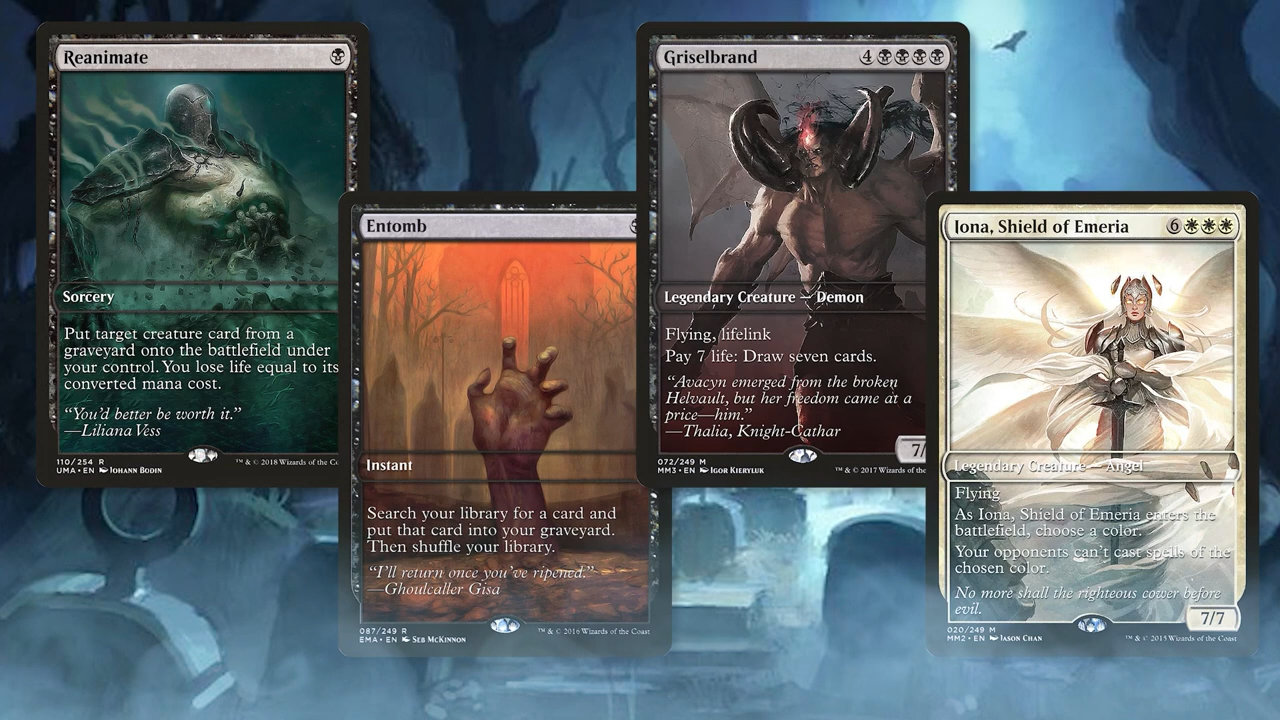 Reanimate
Sorcery
Put target creature card from a
graveyard onto the battlefield under
your control. You lose life equal to its
converted mana cost.
“You’d better be worth it.”
—Liliana Vess
110/254 R
UMA • EN Johann Bodin
™ & © 2018 Wizards of the Co
Entomb
Instant
Search your library for a card and
put that card into your graveyard.
Then shuffle your library.
“I’ll return once you’ve ripened.”
—Ghoulcaller Gisa
087/249 R
EMA • EN Seb McKinnon
™ & © 2016 Wizards of the Coast
Griselbrand 4
Legendary Creature — Demon
Flying, lifelink
Pay 7 life: Draw seven cards.
“Avacyn emerged from the broken
Helvault, but her freedom came at a
price—him.”
—Thalia, Knight-Cathar
7/
072/249 M
MM3 • EN Igor Kieryluk
™ & © 2017 Wizards of the
Iona, Shield of Emeria 6
Legendary Creature — Angel
Flying
As Iona, Shield of Emeria enters the
battlefield, choose a color.
Your opponents can’t cast spells of the
chosen color.
No more shall the righteous cower before
evil.
7/7
020/249 M
MM2 • EN Jason Chan
™ & © 2015 Wizards of the Coast